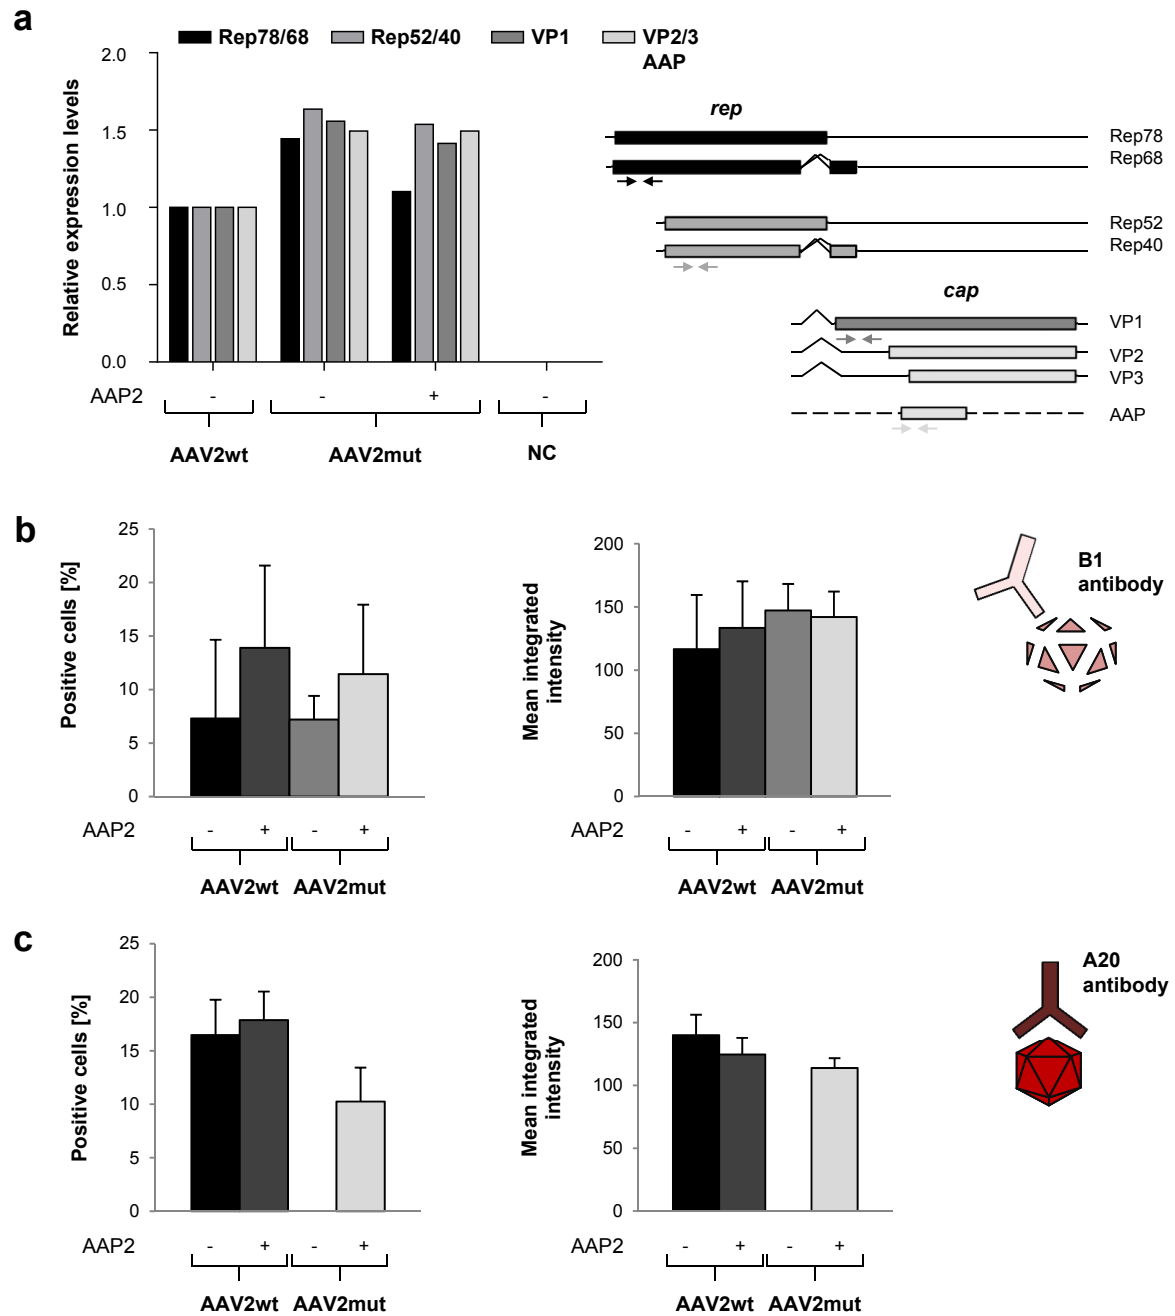 a
Rep78/68
Rep52/40
VP1
VP2/3
AAP
Relative expression levels
2.0
1.5
1.0
0.5
0.0
AAP2
-
-
+
-
AAV2wt
AAV2mut
NC
rep
Rep78
Rep68
Rep52
Rep40
cap
VP1
VP2
VP3
AAP
b
Positive cells [%]
25
20
15
10
5
0
AAP2
-
+
-
+
AAV2wt
AAV2mut
Mean integrated
intensity
200
150
100
50
0
AAP2
-
+
-
+
AAV2wt
AAV2mut
B1
antibody
c
Positive cells [%]
25
20
15
10
5
0
AAP2
-
+
-
+
AAV2wt
AAV2mut
Mean integrated
intensity
200
150
100
50
0
AAP2
-
+
-
+
AAV2wt
AAV2mut
A20
antibody